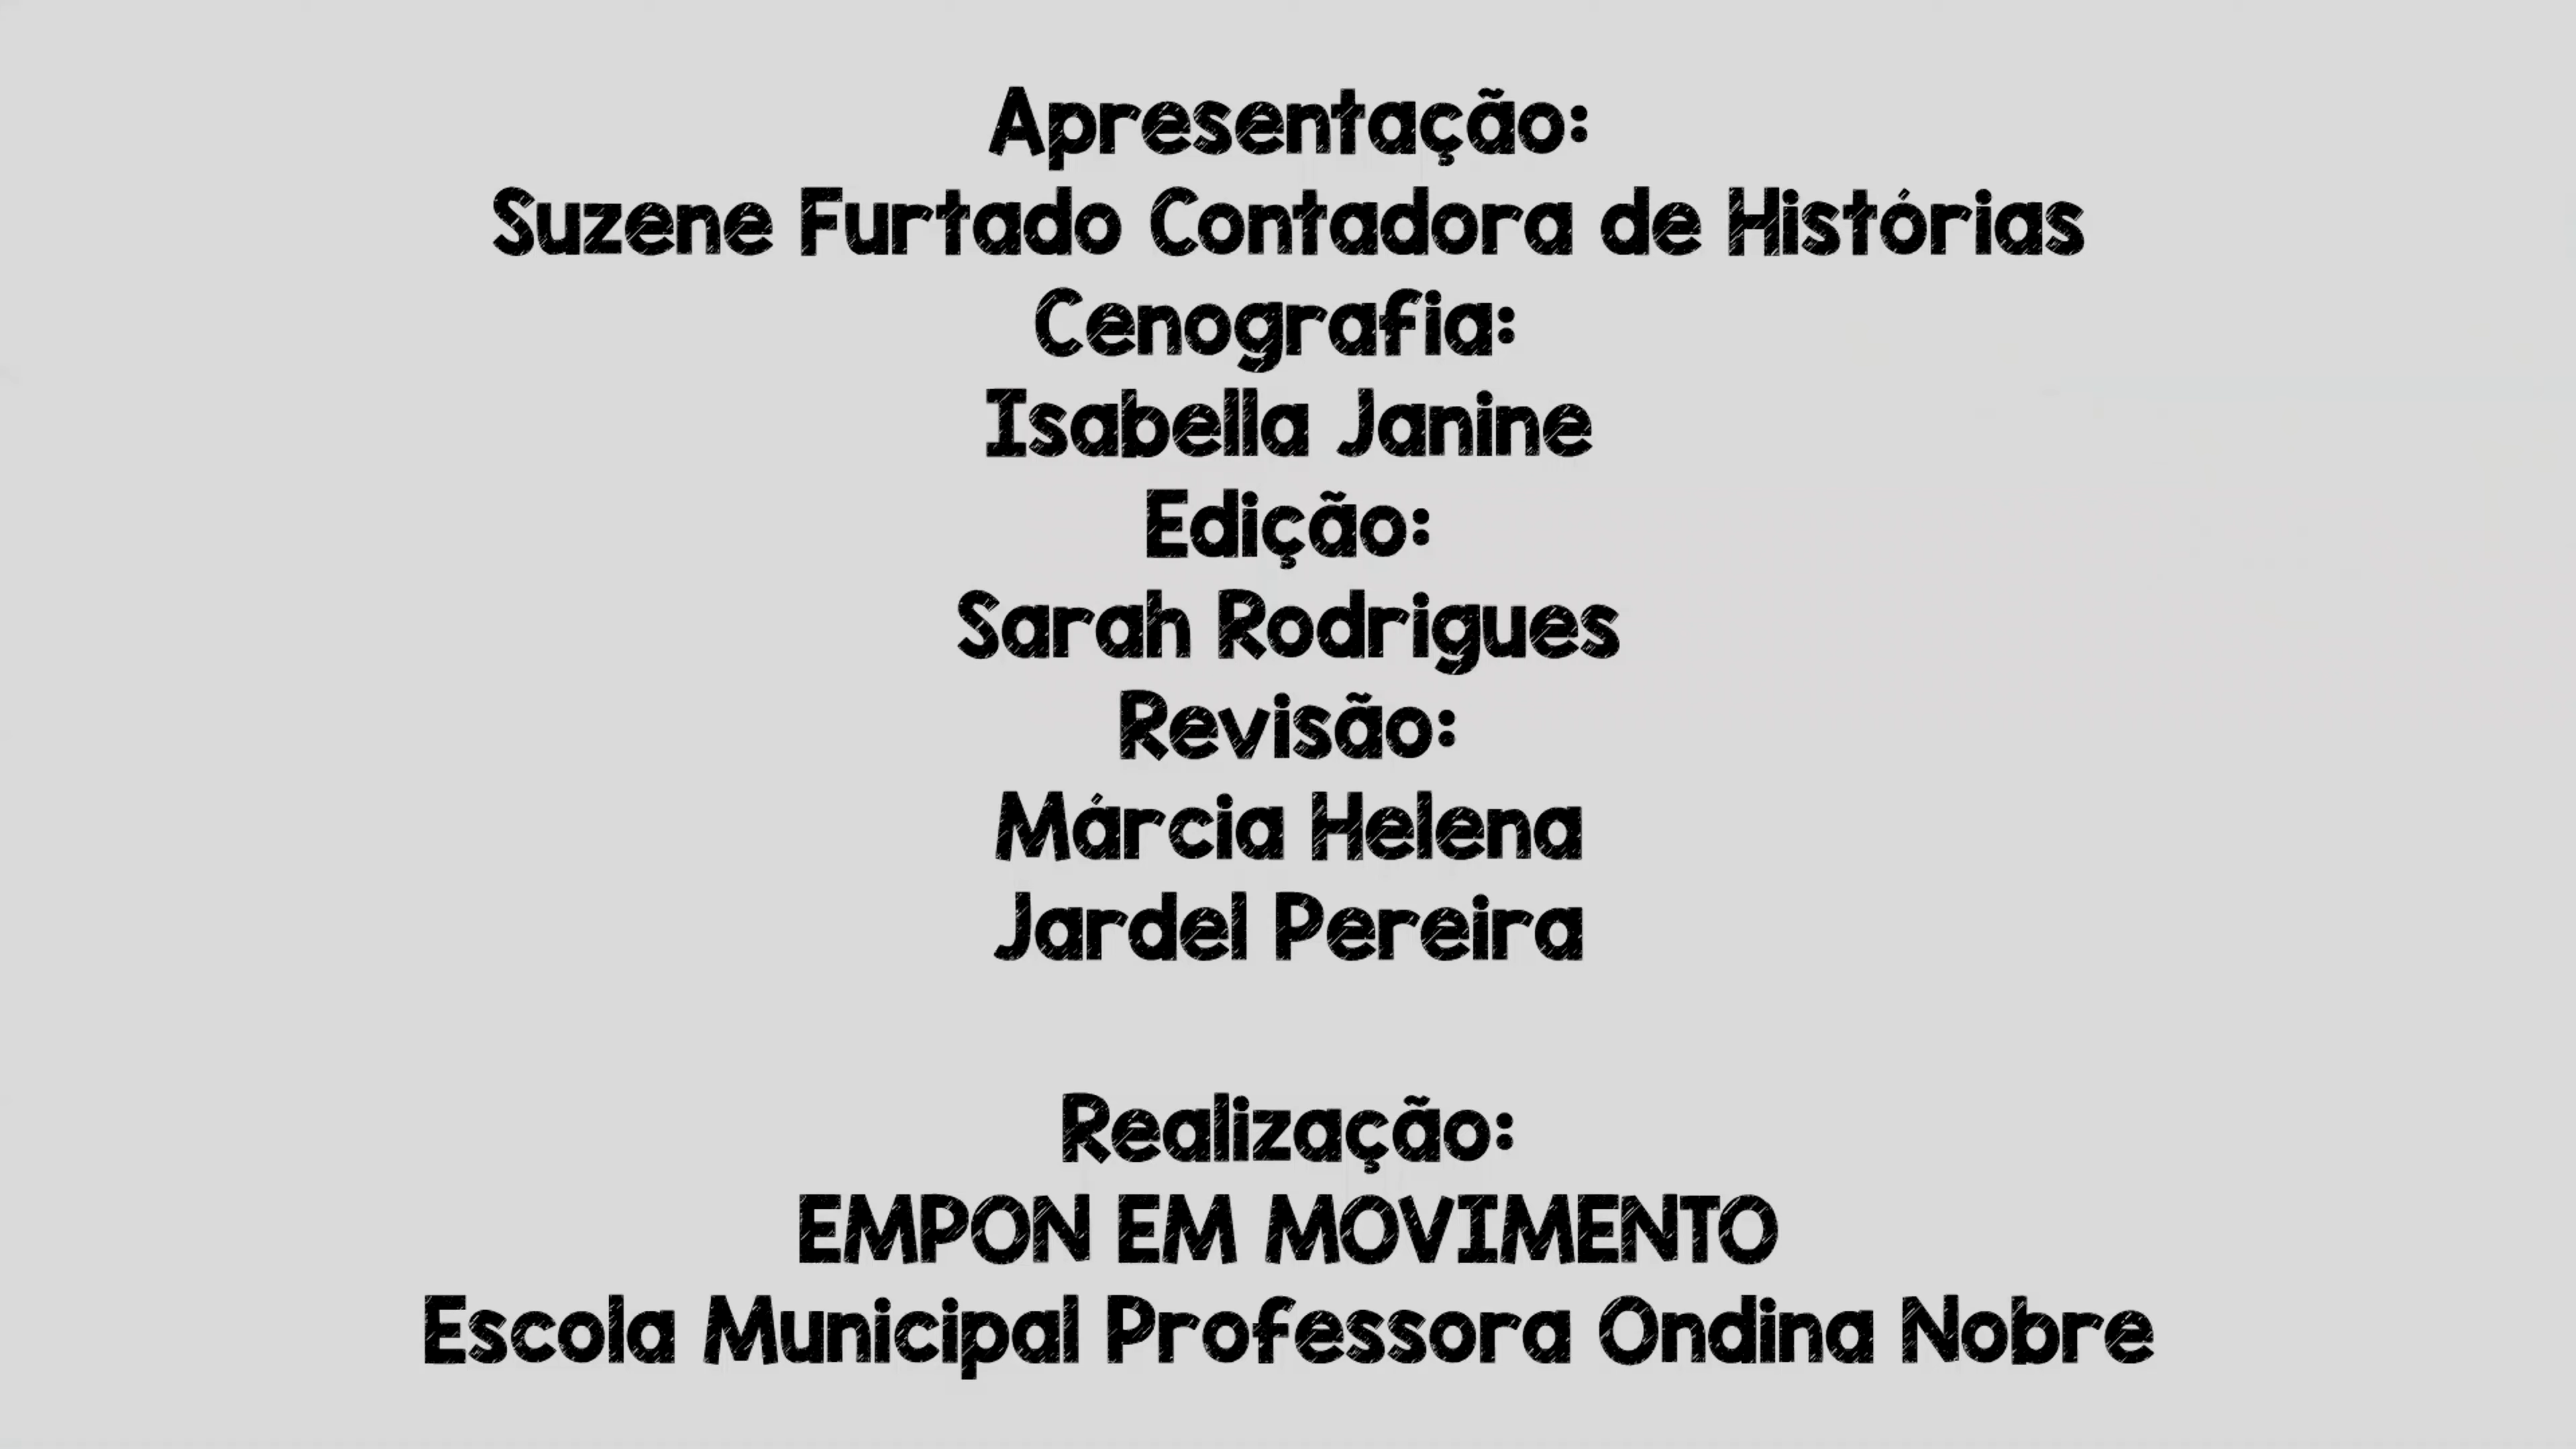 Apresentação:
Suzene Furtado Contadora de Histórias
Cenografia:
Isabella Janine
Edição:
Sarah Rodrigues
Revisão:
Márcia Helena
Jardel Pereira
Realização:
EMPON EM MOVIMENTO
Escola Municipal Professora Ondina Nobre